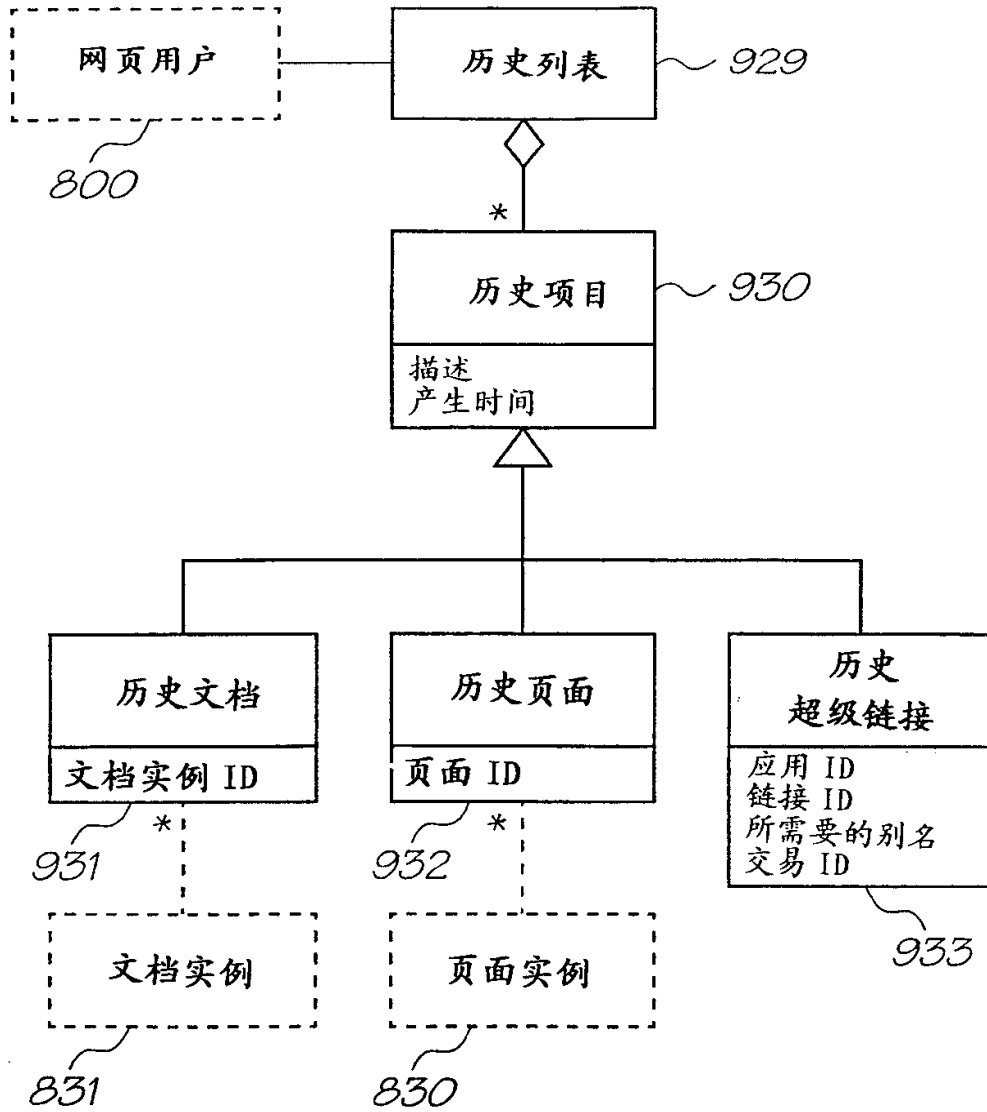 网页用户
历史列表
929
800
*
历史项目
930
描述
产生时间
历史文档
历史页面
历史
超级链接
文档实例 ID
页面 ID
应用 ID
链接 ID
所需要的别名
交易 ID
*
*
931
932
933
文档实例
页面实例
831
830